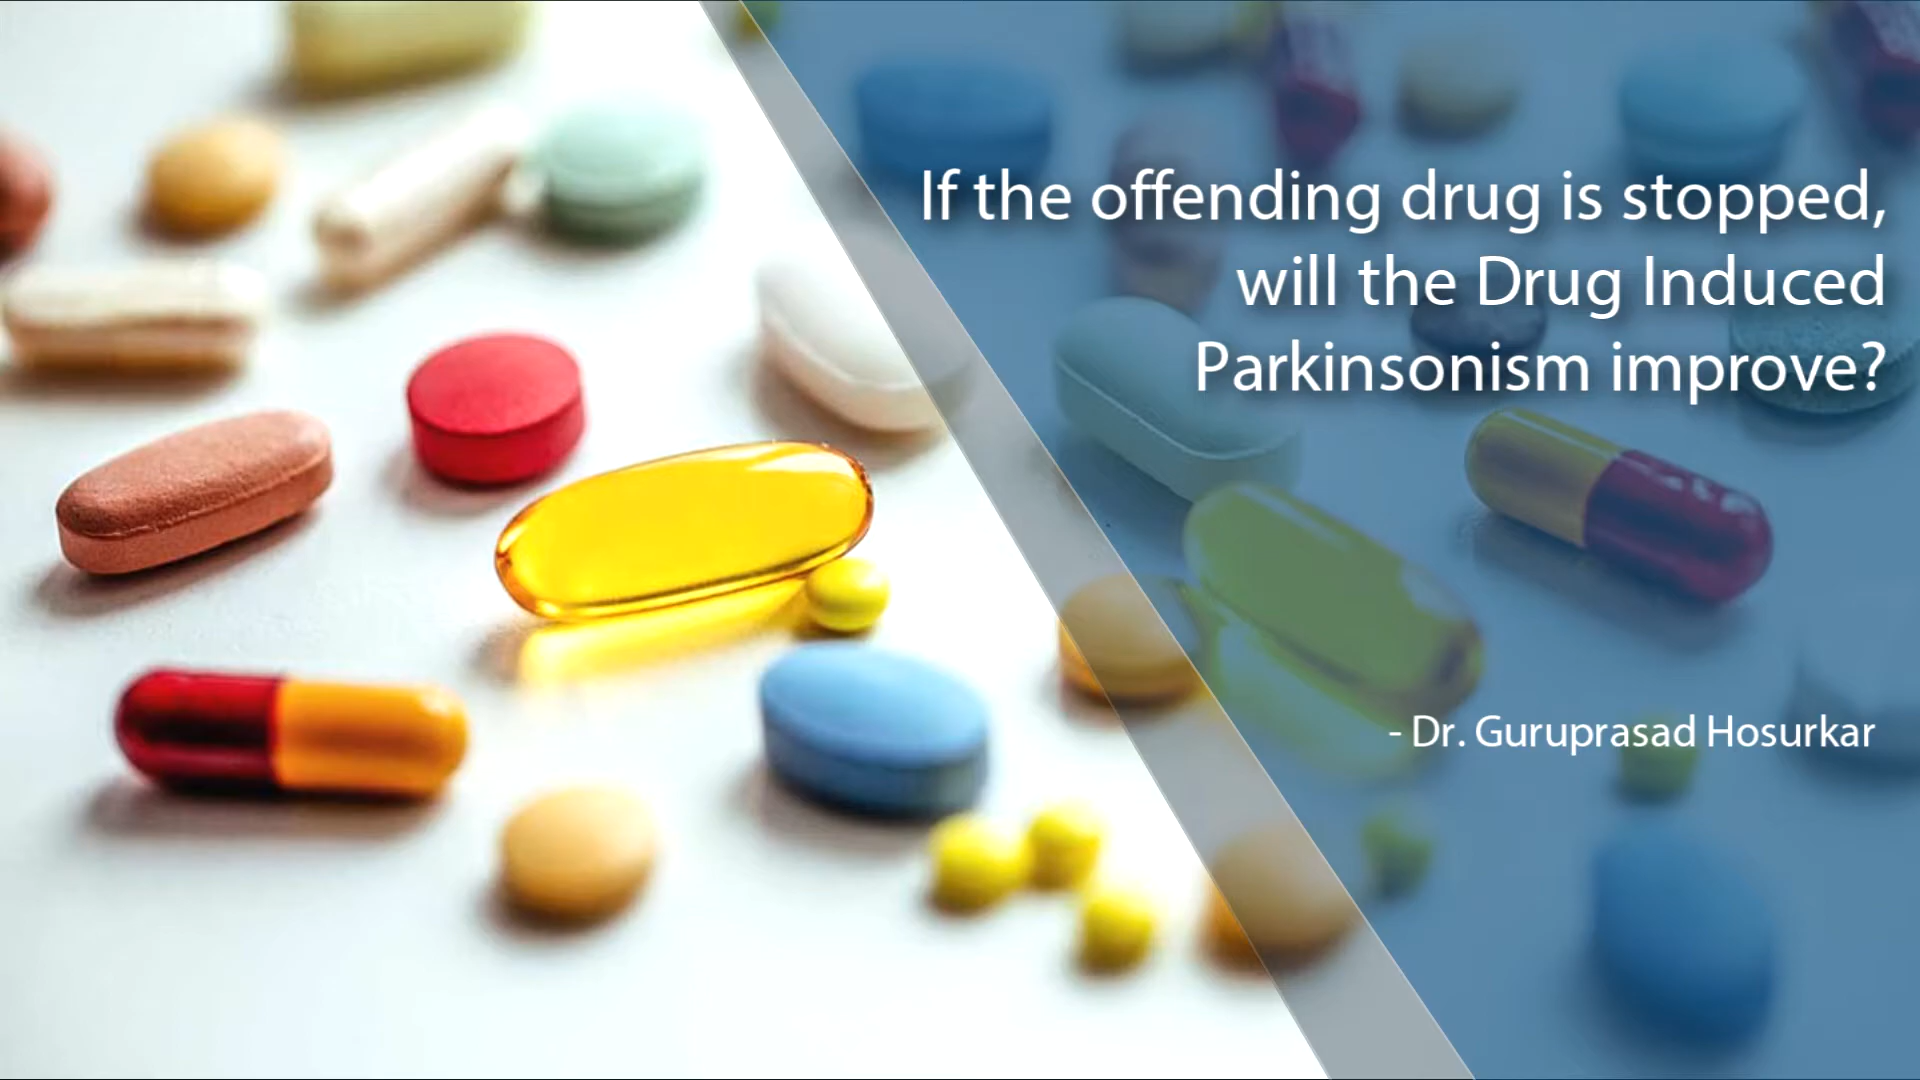 If the offending drug is stopped,
will the Drug Induced
Parkinsonism improve?
- Dr. Guruprasad Hosurkar